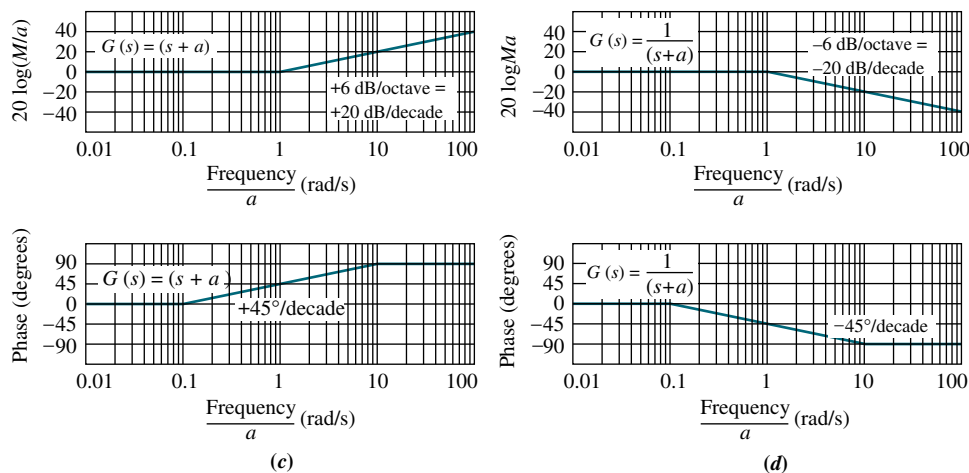 20 log(M/a)
40
20
0
−20
−40
G (s) = (s + a)
+6 dB/octave =
+20 dB/decade
0.01 0.1 1 10 100
Frequency
a
(rad/s)
20 logMa
40
20
0
−20
−40
G (s) = 1
(s+a)
−6 dB/octave =
−20 dB/decade
0.01 0.1 1 10 100
Frequency
a
(rad/s)
Phase (degrees)
90
45
0
−45
−90
G (s) = (s + a )
+45°/decade
0.01 0.1 1 10 100
Frequency
a
(rad/s)
(c)
Phase (degrees)
90
45
0
−45
−90
G (s) = 1
(s+a)
−45°/decade
0.01 0.1 1 10 100
Frequency
a
(rad/s)
(d)